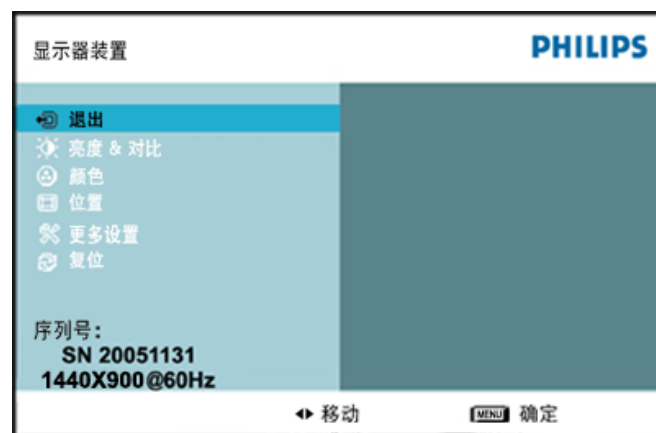 显示器装置
PHILIPS
退出
亮度 & 对比
颜色
位置
更多设置
复位
序列号:
SN 20051131
1440X900@60Hz
移动
MENU 确定